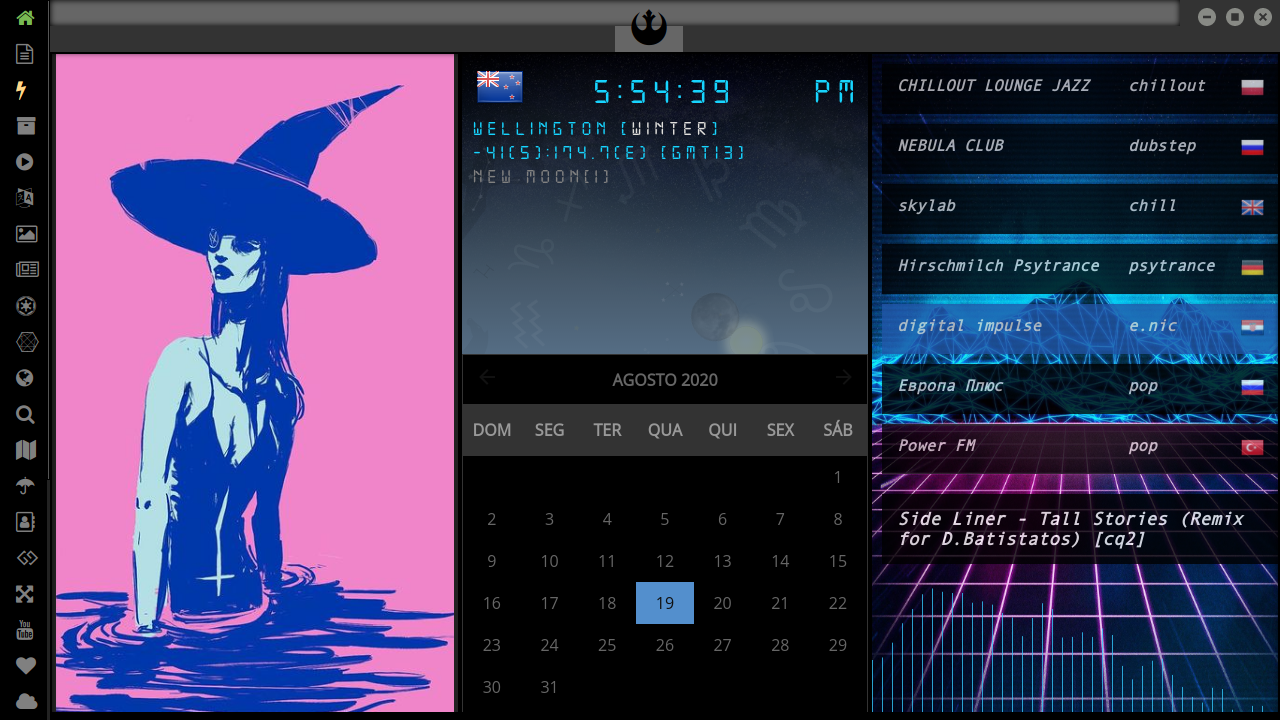 5:54:39 PM
WELLINGTON [WINTER]
-41(S):174.7(E) [GMT13]
NEW MOON[1]
AGOSTO 2020
DOM SEG TER QUA QUI SEX SÁB
1
2 3 4 5 6 7 8
9 10 11 12 13 14 15
16 17 18 19 20 21 22
23 24 25 26 27 28 29
30 31
CHILLOUT LOUNGE JAZZ chillout
NEBULA CLUB dubstep
skylab chill
Hirschmilch Psytrance psytrance
digital impulse e.nic
Европа Плюс pop
Power FM pop
Side Liner - Tall Stories (Remix
for D.Batistatos) [cq2]
You
Tube